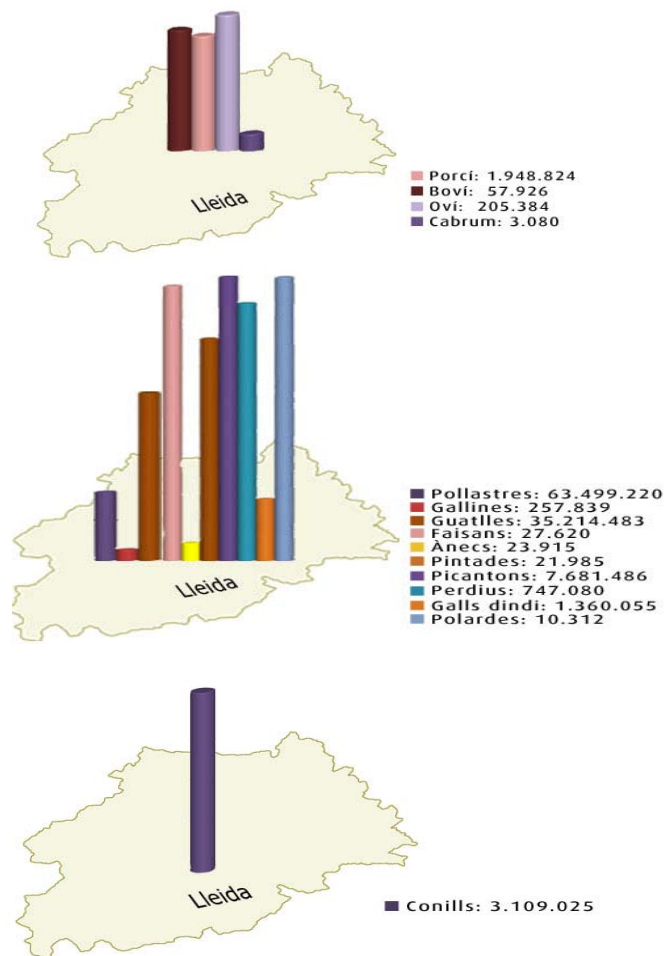 Lleida
Porcí: 1.948.824
Boví: 57.926
Oví: 205.384
Cabrum: 3.080
Lleida
Pollastres: 63.499.220
Gallines: 257.839
Guatlles: 35.214.483
Faisans: 27.620
Ànecs: 23.915
Pintades: 21.985
Picantons: 7.681.486
Perdius: 747.080
Galls dindi: 1.360.055
Polardes: 10.312
Lleida
Conills: 3.109.025